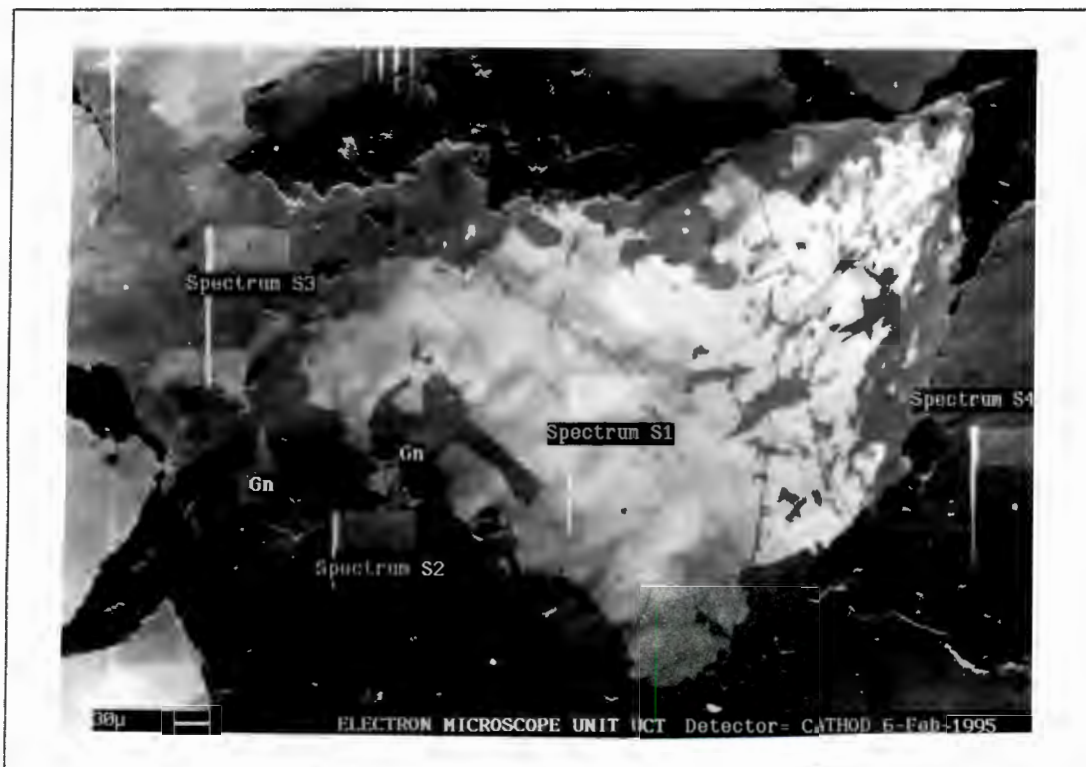 Spectrum S3
Spectrum S4
Spectrum S1
Gn
Gn
Spectrum S2
30µ ELECTRON MICROSCOPE UNIT UCT Detector= CATHOD 6-Feb-1995